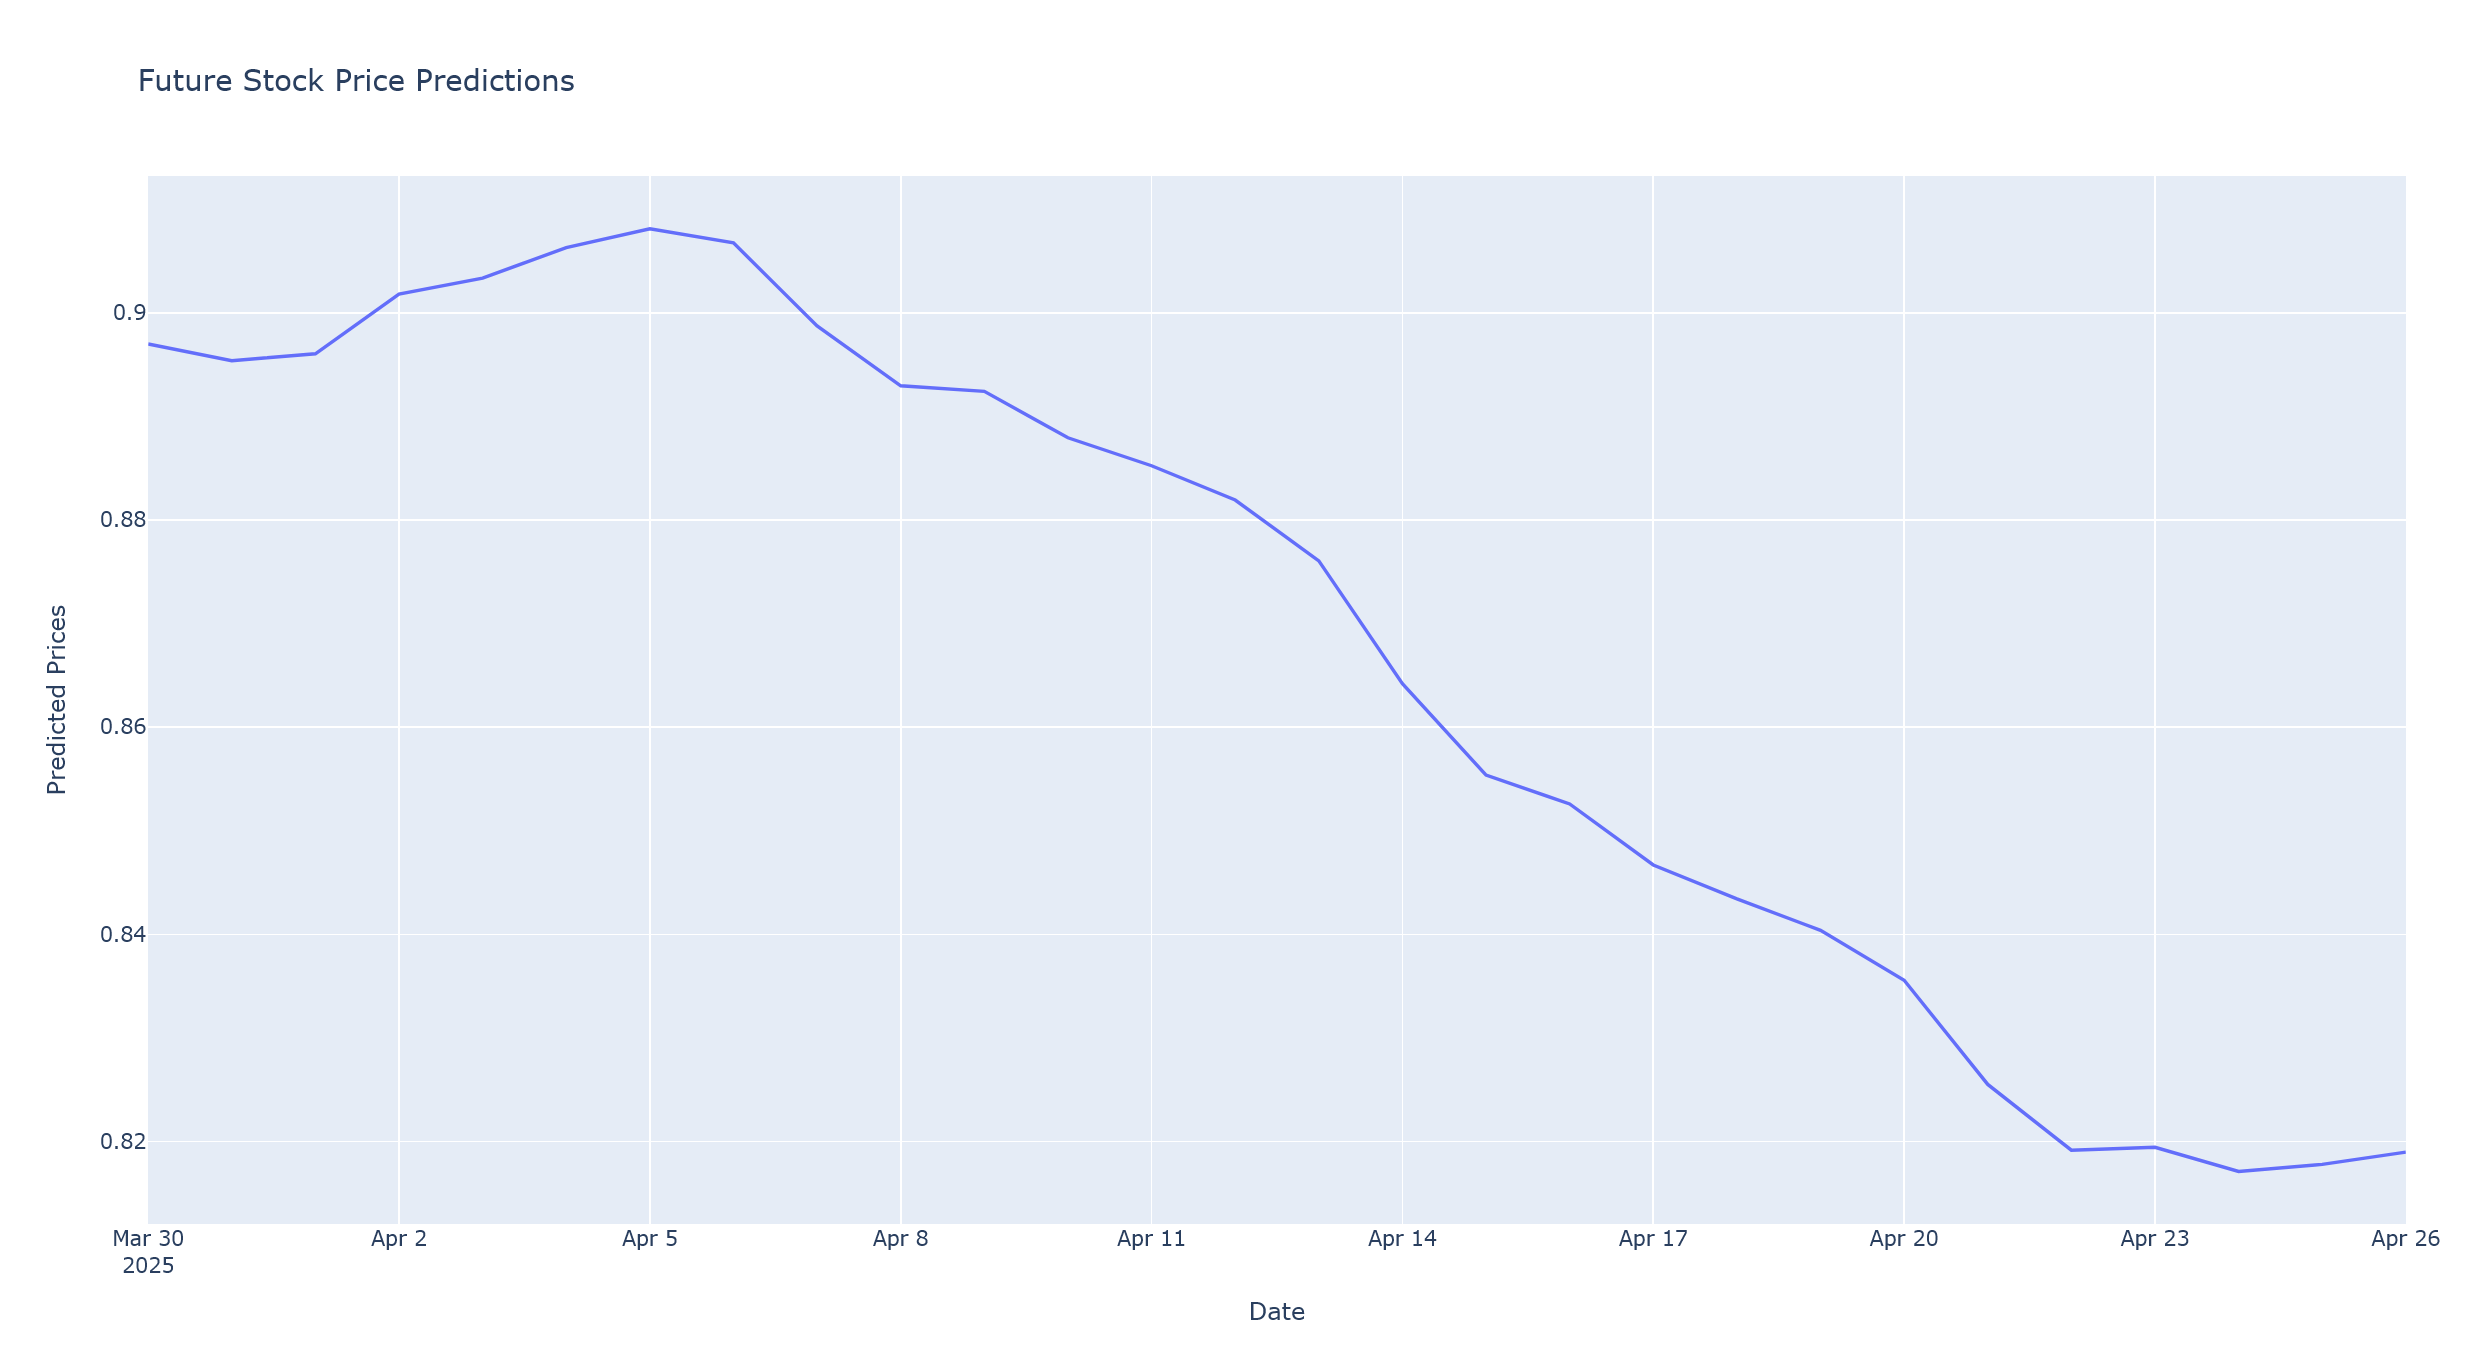 Future Stock Price Predictions
Predicted Prices
0.9
0.88
0.86
0.84
0.82
Mar 30
2025
Apr 2
Apr 5
Apr 8
Apr 11
Apr 14
Apr 17
Apr 20
Apr 23
Apr 26
Date